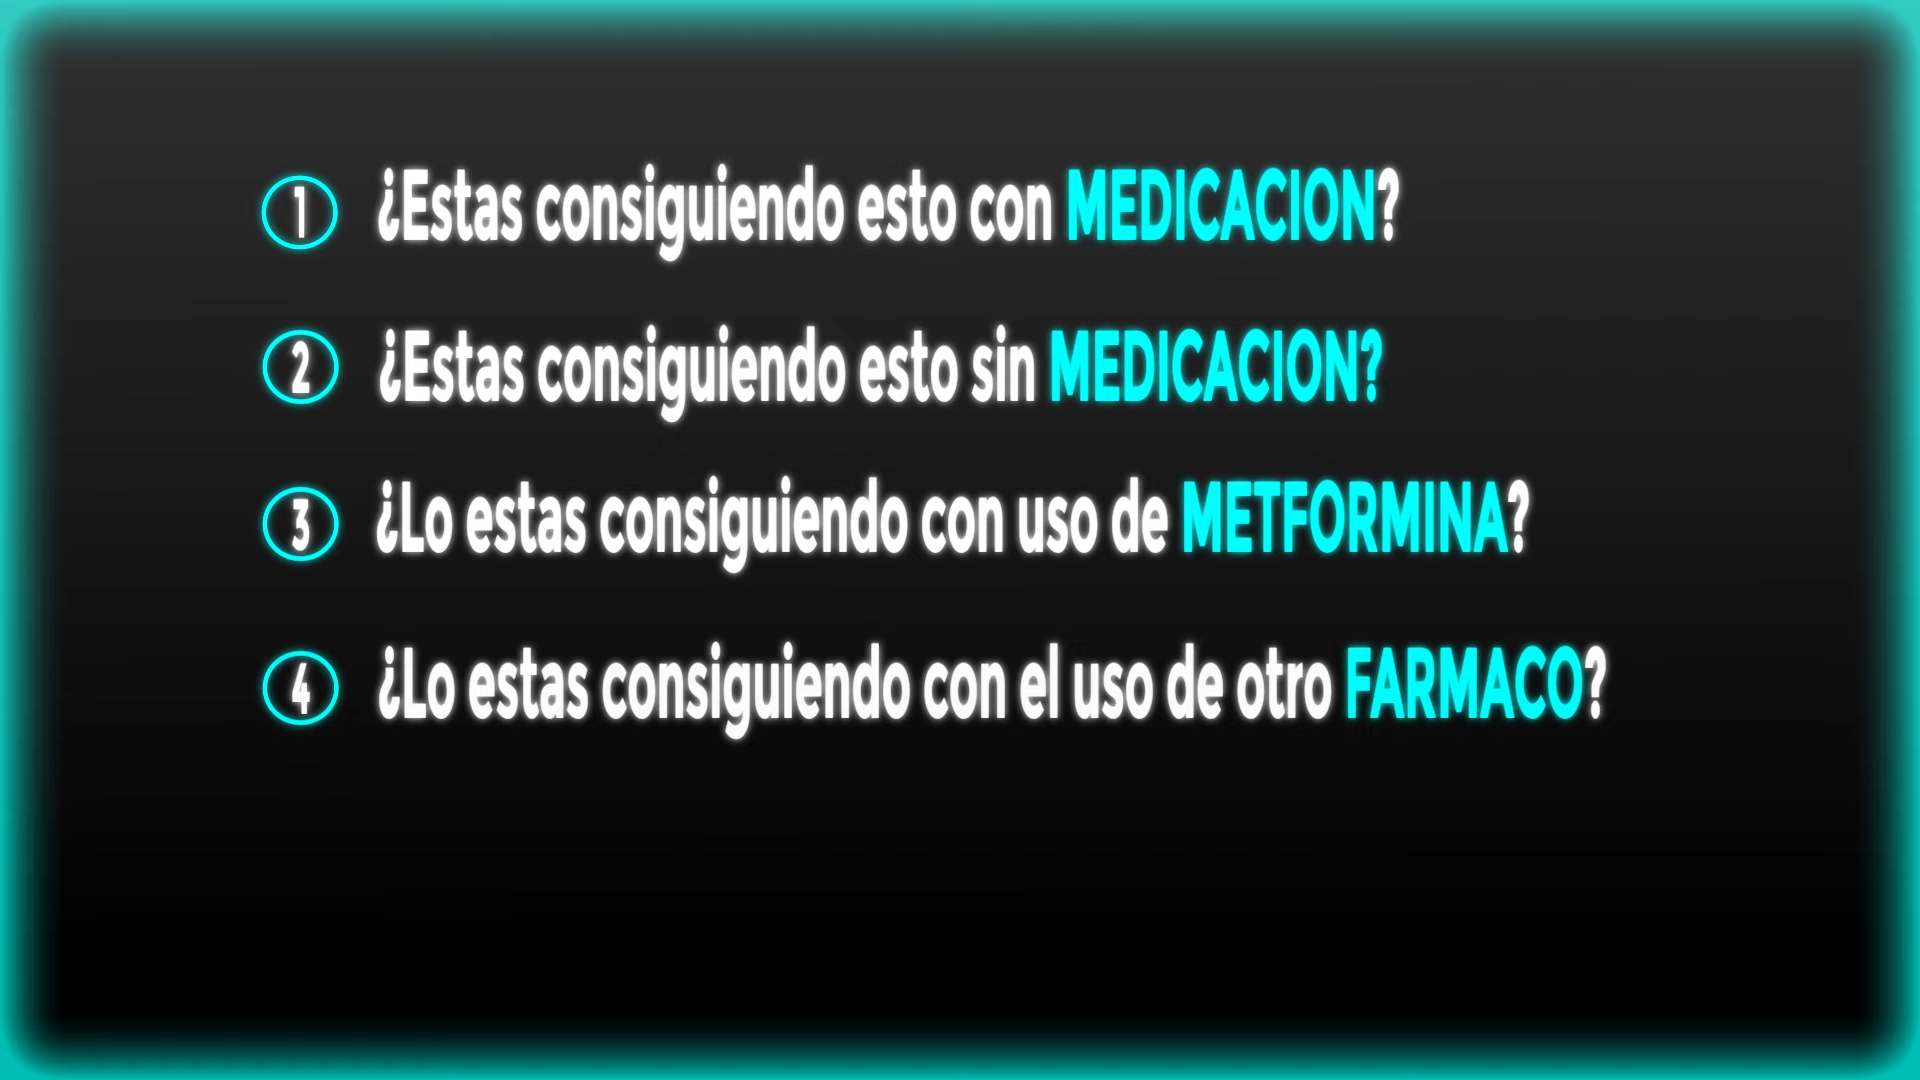 1 ¿Estas consiguiendo esto con MEDICACION?
2 ¿Estas consiguiendo esto sin MEDICACION?
3 ¿Lo estas consiguiendo con uso de METFORMINA?
4 ¿Lo estas consiguiendo con el uso de otro FARMACO?